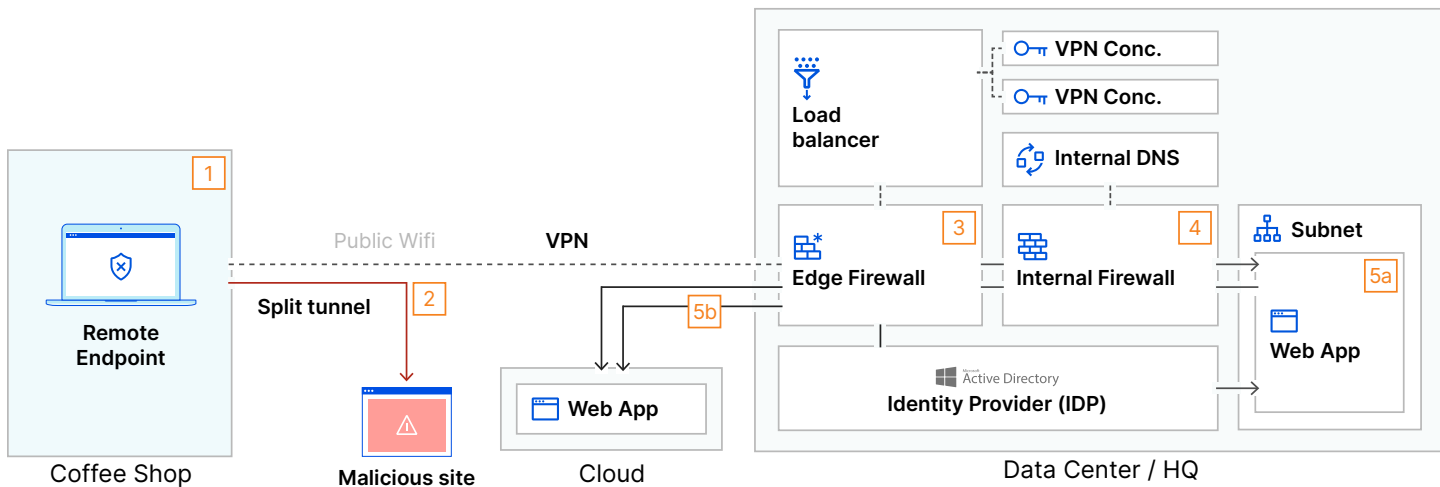 1
Remote
Endpoint
Coffee Shop
Public Wifi
VPN
Split tunnel
2
Malicious site
5b
Web App
Cloud
Load
balancer
VPN Conc.
VPN Conc.
Internal DNS
3
Edge Firewall
4
Internal Firewall
Subnet
5a
Web App
Microsoft
Active Directory
Identity Provider (IDP)
Data Center / HQ